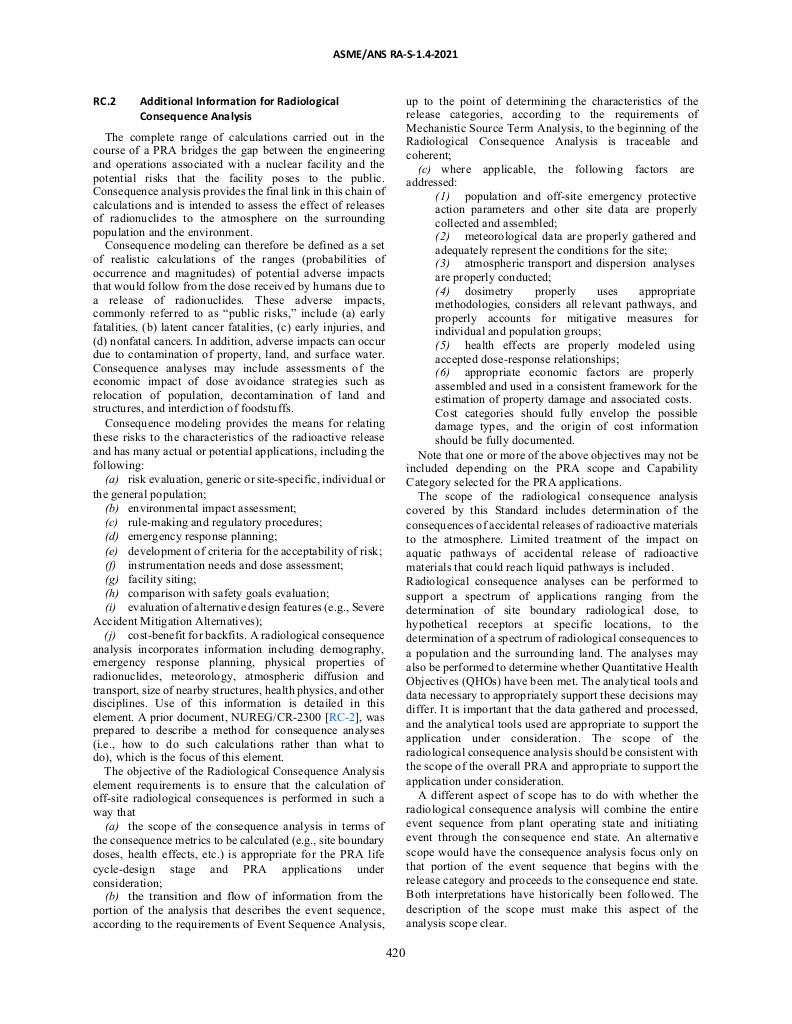 ASME/ANS RA-S-1.4-2021
RC.2 Additional Information for Radiological
Consequence Analysis
The complete range of calculations carried out in the
course of a PRA bridges the gap between the engineering
and operations associated with a nuclear facility and the
potential risks that the facility poses to the public.
Consequence analysis provides the final link in this chain of
calculations and is intended to assess the effect of releases
of radionuclides to the atmosphere on the surrounding
population and the environment.
Consequence modeling can therefore be defined as a set
of realistic calculations of the ranges (probabilities of
occurrence and magnitudes) of potential adverse impacts
that would follow from the dose received by humans due to
a release of radionuclides. These adverse impacts,
commonly referred to as “public risks,” include (a) early
fatalities, (b) latent cancer fatalities, (c) early injuries, and
(d) nonfatal cancers. In addition, adverse impacts can occur
due to contamination of property, land, and surface water.
Consequence analyses may include assessments of the
economic impact of dose avoidance strategies such as
relocation of population, decontamination of land and
structures, and interdiction of foodstuffs.
Consequence modeling provides the means for relating
these risks to the characteristics of the radioactive release
and has many actual or potential applications, including the
following:
(a) risk evaluation, generic or site-specific, individual or
the general population;
(b) environmental impact assessment;
(c) rule-making and regulatory procedures;
(d) emergency response planning;
(e) development of criteria for the acceptability of risk;
(f) instrumentation needs and dose assessment;
(g) facility siting;
(h) comparison with safety goals evaluation;
(i) evaluation of alternative design features (e.g., Severe
Accident Mitigation Alternatives);
(j) cost-benefit for backfits. A radiological consequence
analysis incorporates information including demography,
emergency response planning, physical properties of
radionuclides, meteorology, atmospheric diffusion and
transport, size of nearby structures, health physics, and other
disciplines. Use of this information is detailed in this
element. A prior document, NUREG/CR-2300 [RC-2], was
prepared to describe a method for consequence analyses
(i.e., how to do such calculations rather than what to
do), which is the focus of this element.
The objective of the Radiological Consequence Analysis
element requirements is to ensure that the calculation of
off-site radiological consequences is performed in such a
way that
(a) the scope of the consequence analysis in terms of
the consequence metrics to be calculated (e.g., site boundary
doses, health effects, etc.) is appropriate for the PRA life
cycle-design stage and PRA applications under
consideration;
(b) the transition and flow of information from the
portion of the analysis that describes the event sequence,
according to the requirements of Event Sequence Analysis,
up to the point of determining the characteristics of the
release categories, according to the requirements of
Mechanistic Source Term Analysis, to the beginning of the
Radiological Consequence Analysis is traceable and
coherent;
(c) where applicable, the following factors are
addressed:
(1) population and off-site emergency protective
action parameters and other site data are properly
collected and assembled;
(2) meteorological data are properly gathered and
adequately represent the conditions for the site;
(3) atmospheric transport and dispersion analyses
are properly conducted;
(4) dosimetry properly uses appropriate
methodologies, considers all relevant pathways, and
properly accounts for mitigative measures for
individual and population groups;
(5) health effects are properly modeled using
accepted dose-response relationships;
(6) appropriate economic factors are properly
assembled and used in a consistent framework for the
estimation of property damage and associated costs.
Cost categories should fully envelop the possible
damage types, and the origin of cost information
should be fully documented.
Note that one or more of the above objectives may not be
included depending on the PRA scope and Capability
Category selected for the PRA applications.
The scope of the radiological consequence analysis
covered by this Standard includes determination of the
consequences of accidental releases of radioactive materials
to the atmosphere. Limited treatment of the impact on
aquatic pathways of accidental release of radioactive
materials that could reach liquid pathways is included.
Radiological consequence analyses can be performed to
support a spectrum of applications ranging from the
determination of site boundary radiological dose, to
hypothetical receptors at specific locations, to the
determination of a spectrum of radiological consequences to
a population and the surrounding land. The analyses may
also be performed to determine whether Quantitative Health
Objectives (QHOs) have been met. The analytical tools and
data necessary to appropriately support these decisions may
differ. It is important that the data gathered and processed,
and the analytical tools used are appropriate to support the
application under consideration. The scope of the
radiological consequence analysis should be consistent with
the scope of the overall PRA and appropriate to support the
application under consideration.
A different aspect of scope has to do with whether the
radiological consequence analysis will combine the entire
event sequence from plant operating state and initiating
event through the consequence end state. An alternative
scope would have the consequence analysis focus only on
that portion of the event sequence that begins with the
release category and proceeds to the consequence end state.
Both interpretations have historically been followed. The
description of the scope must make this aspect of the
analysis scope clear.
420